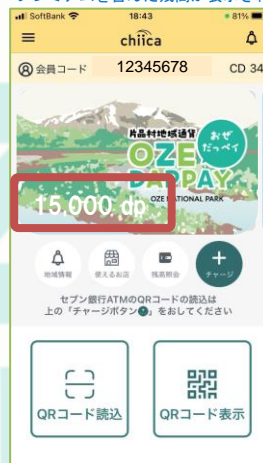 SoftBank 18:43 81%
chiica
会員コード 12345678 CD 34
片品村地域通貨
おぜだっペイ
OZE
DAPPAY
OZE NATIONAL PARK
15,000 dp
地域情報 使えるお店 残高照会 チャージ
セブン銀行ATMのQRコードの読込は
上の「チャージボタン」をおしてください
QRコード読込 QRコード表示